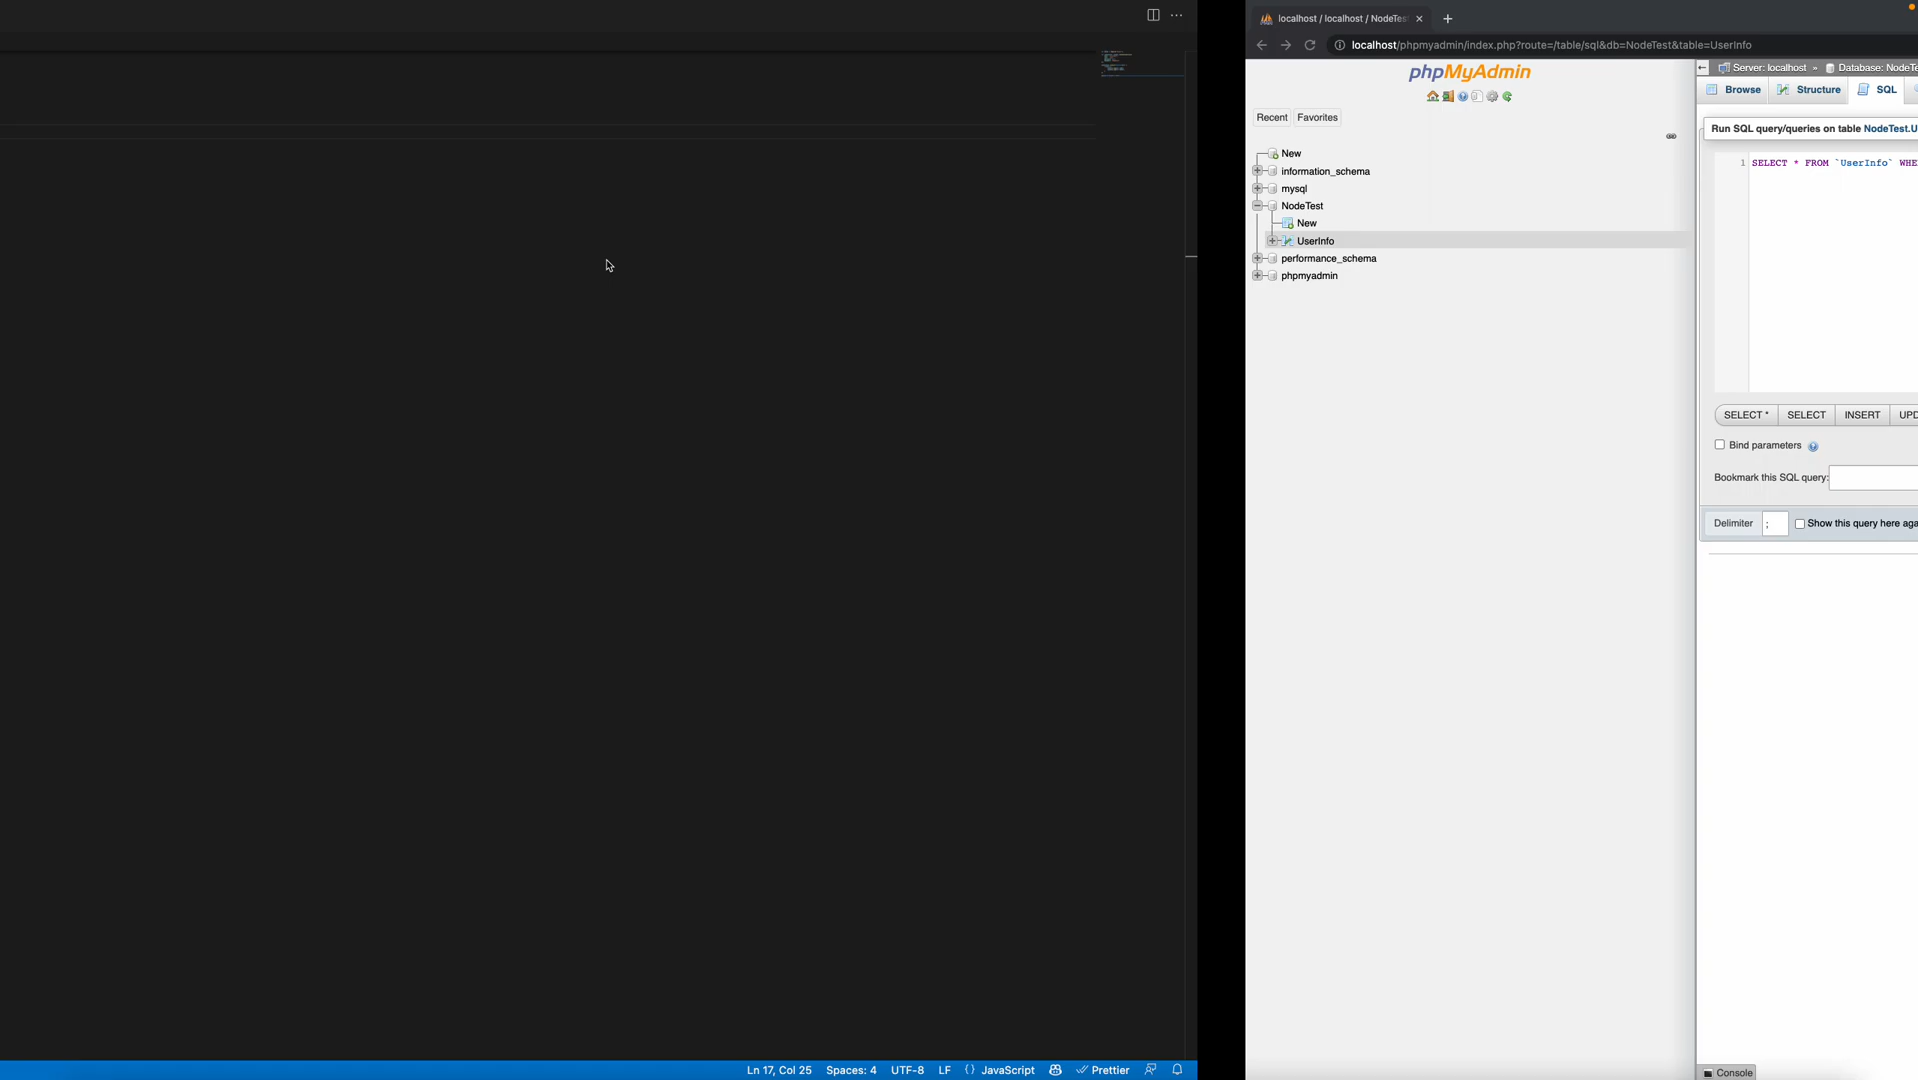 localhost / localhost / NodeTes
localhost/phpmyadmin/index.php?route=/table/sql&db=NodeTest&table=UserInfo
phpMyAdmin
Recent Favorites
New
information_schema
mysql
NodeTest
New
UserInfo
performance_schema
phpmyadmin
Server: localhost » Database: NodeTe
Browse Structure SQL
Run SQL query/queries on table NodeTest.U
1 SELECT * FROM `UserInfo` WHE
SELECT * SELECT INSERT UPD
Bind parameters
Bookmark this SQL query:
Delimiter ; Show this query here aga
Console
Ln 17, Col 25 Spaces: 4 UTF-8 LF {} JavaScript Prettier